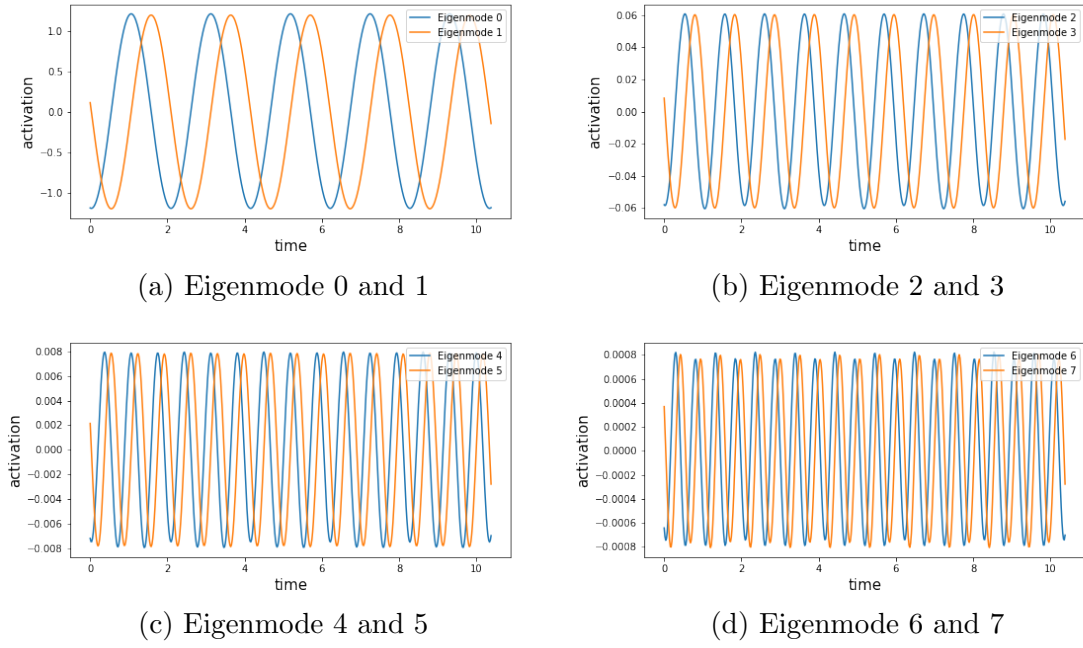 Eigenmode 0
Eigenmode 1
1.0
0.5
0.0
−0.5
−1.0
activation
0 2 4 6 8 10
time
(a) Eigenmode 0 and 1
Eigenmode 2
Eigenmode 3
0.06
0.04
0.02
0.00
−0.02
−0.04
−0.06
activation
0 2 4 6 8 10
time
(b) Eigenmode 2 and 3
Eigenmode 4
Eigenmode 5
0.008
0.006
0.004
0.002
0.000
−0.002
−0.004
−0.006
−0.008
activation
0 2 4 6 8 10
time
(c) Eigenmode 4 and 5
Eigenmode 6
Eigenmode 7
0.0008
0.0006
0.0004
0.0002
0.0000
−0.0002
−0.0004
−0.0006
−0.0008
activation
0 2 4 6 8 10
time
(d) Eigenmode 6 and 7